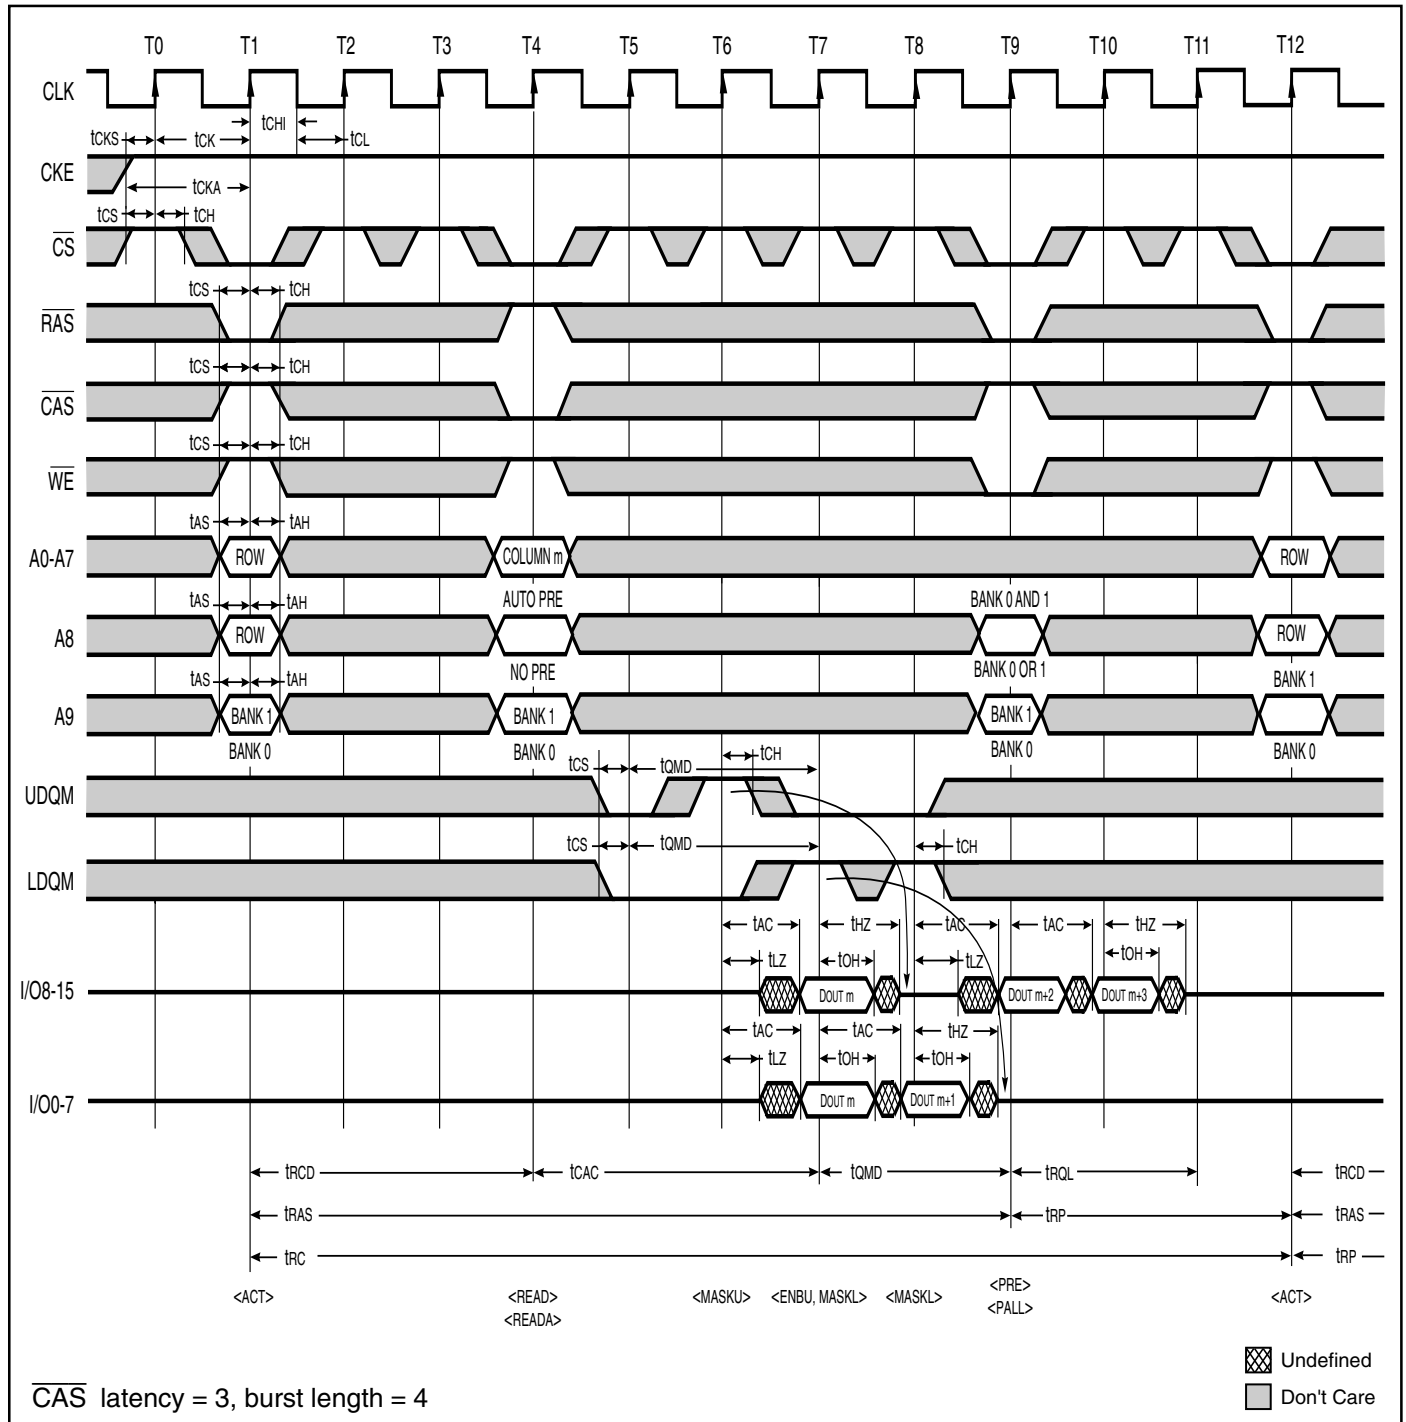 T0 T1 T2 T3 T4 T5 T6 T7 T8 T9 T10 T11 T12
CLK
tCHI
tCKS tCK tCL
CKE
tCKA
tCS tCH
CS
tCS tCH
RAS
tCS tCH
CAS
tCS tCH
WE
tAS tAH
A0-A7 ROW COLUMN m ROW
tAS tAH AUTO PRE BANK 0 AND 1
A8 ROW ROW
tAS tAH NO PRE BANK 0 OR 1 BANK 1
A9 BANK 1 BANK 1 BANK 1
BANK 0 BANK 0 BANK 0 BANK 0
tCS tQMD tCH
UDQM
tCS tQMD tCH
LDQM
tAC tHZ tAC tAC tHZ
tLZ tOH tLZ tOH
I/O8-15 DOUT m DOUT m+2 DOUT m+3
tAC tAC tHZ
tLZ tOH tOH
I/O0-7 DOUT m DOUT m+1
tRCD tCAC tQMD tRQL tRCD
tRAS tRP tRAS
tRC tRP
<ACT> <READ> <MASKU> <ENBU, MASKL> <MASKL> <PRE> <ACT>
<READA> <PALL>
Undefined
Don't Care
CAS latency = 3, burst length = 4